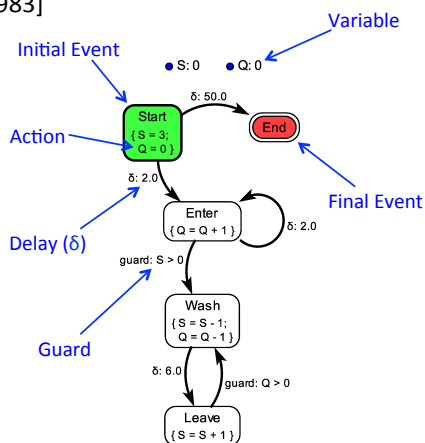 983]
Variable
Initial Event
S: 0
Q: 0
δ: 50.0
Start
{ S = 3;
Q = 0 }
End
Action
δ: 2.0
Final Event
Enter
{ Q = Q + 1 }
δ: 2.0
Delay (δ)
guard: S > 0
Wash
{ S = S - 1;
Q = Q - 1 }
Guard
δ: 6.0
guard: Q > 0
Leave
{ S = S + 1 }